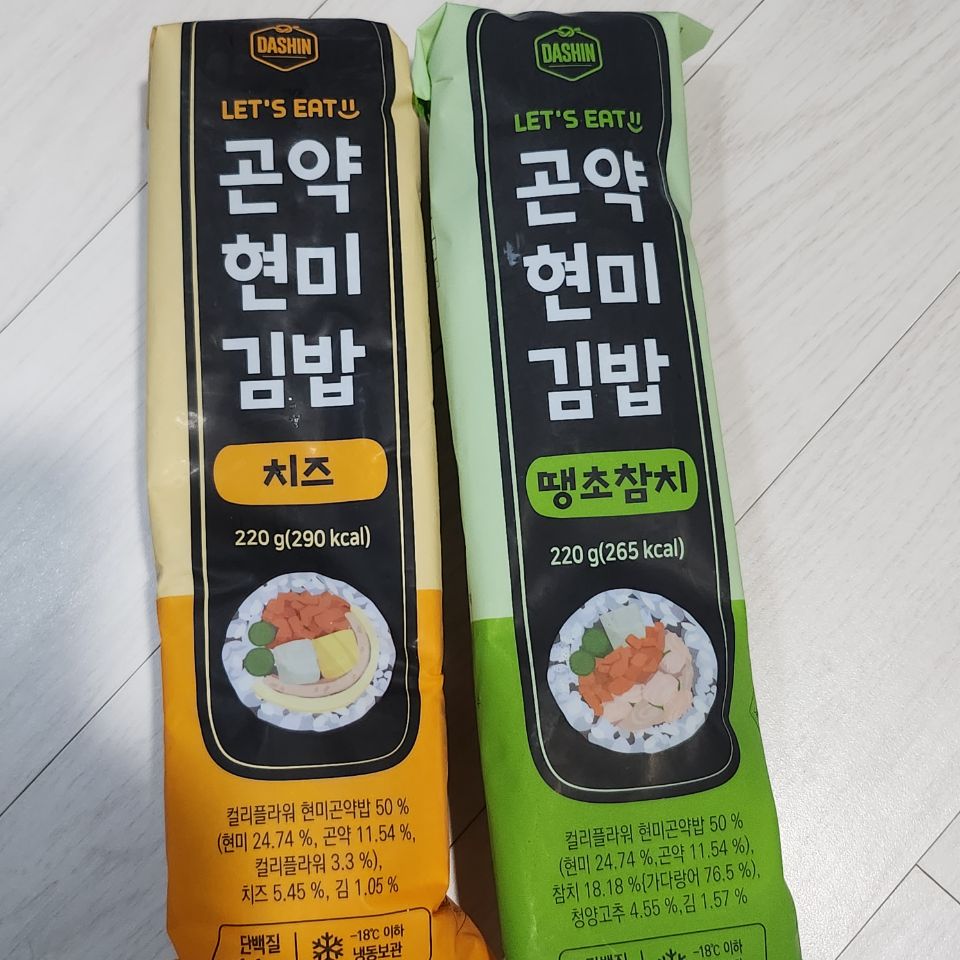 DASHIN
LET'S EAT
곤약
현미
김밥
치즈
220 g(290 kcal)
컬리플라워 현미곤약밥 50 %
(현미 24.74 %, 곤약 11.54 %,
컬리플라워 3.3 %),
치즈 5.45 %, 김 1.05 %
단백질
-18℃ 이하
냉동보관
DASHIN
LET'S EAT
곤약
현미
김밥
땡초참치
220 g(265 kcal)
컬리플라워 현미곤약밥 50 %
(현미 24.74 %,곤약 11.54 %),
참치 18.18 %(가다랑어 76.5 %),
청양고추 4.55 %,김 1.57 %
-18℃ 이하